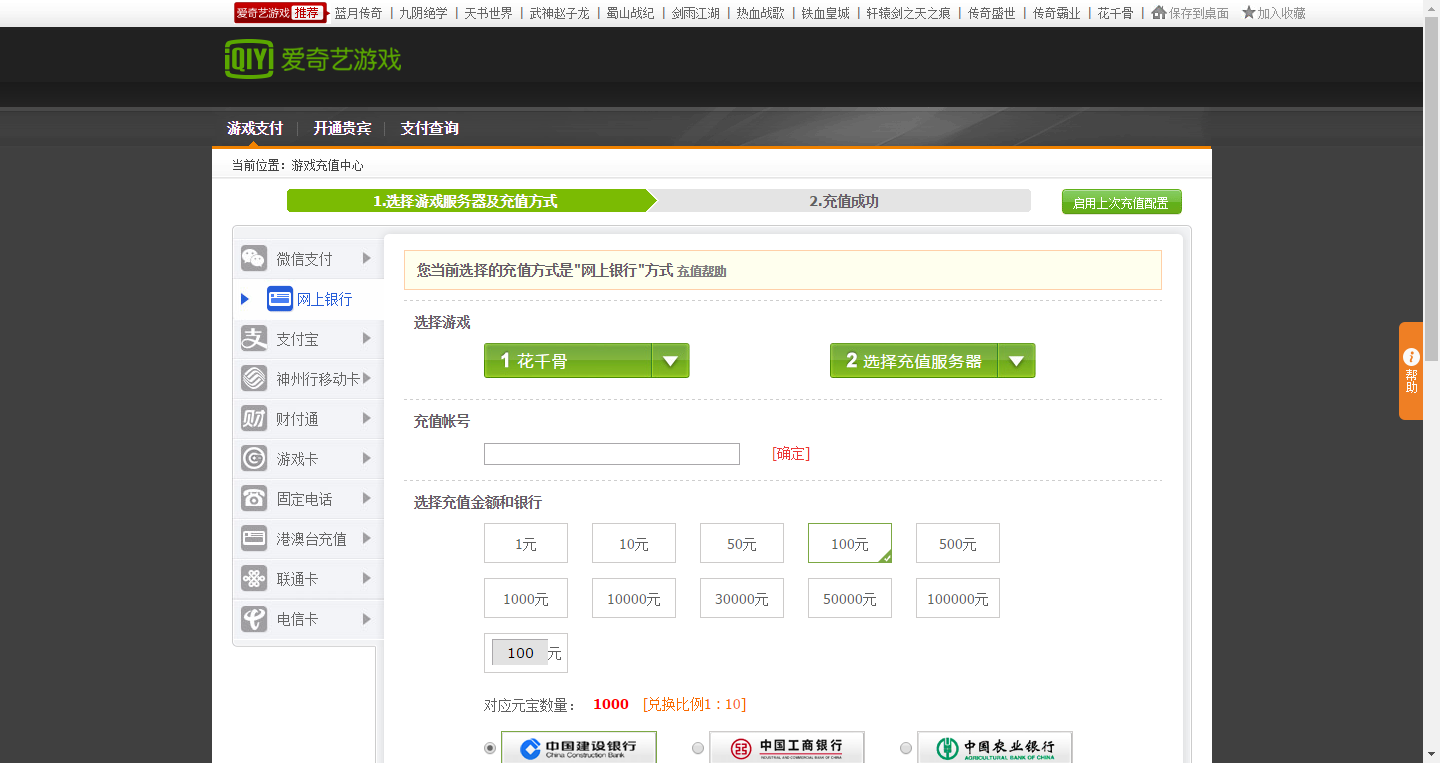 爱奇艺游戏 推荐 蓝月传奇 | 九阴绝学 | 天书世界 | 武神赵子龙 | 蜀山战纪 | 剑雨江湖 | 热血战歌 | 铁血皇城 | 轩辕剑之天之痕 | 传奇盛世 | 传奇霸业 | 花千骨 | 保存到桌面 加入收藏
iQIYI 爱奇艺游戏
游戏支付 | 开通贵宾 | 支付查询
当前位置：游戏充值中心
1.选择游戏服务器及充值方式 2.充值成功 启用上次充值配置
微信支付
网上银行
支付宝
神州行移动卡
财付通
游戏卡
固定电话
港澳台充值
联通卡
电信卡
您当前选择的充值方式是"网上银行"方式 充值帮助
选择游戏
1 花千骨 2 选择充值服务器
充值帐号
[确定]
选择充值金额和银行
1元 10元 50元 100元 500元
1000元 10000元 30000元 50000元 100000元
100 元
对应元宝数量： 1000 [兑换比例1：10]
中国建设银行 中国工商银行 中国农业银行
China Construction Bank INDUSTRIAL AND COMMERCIAL BANK OF CHINA AGRICULTURAL BANK OF CHINA
帮助